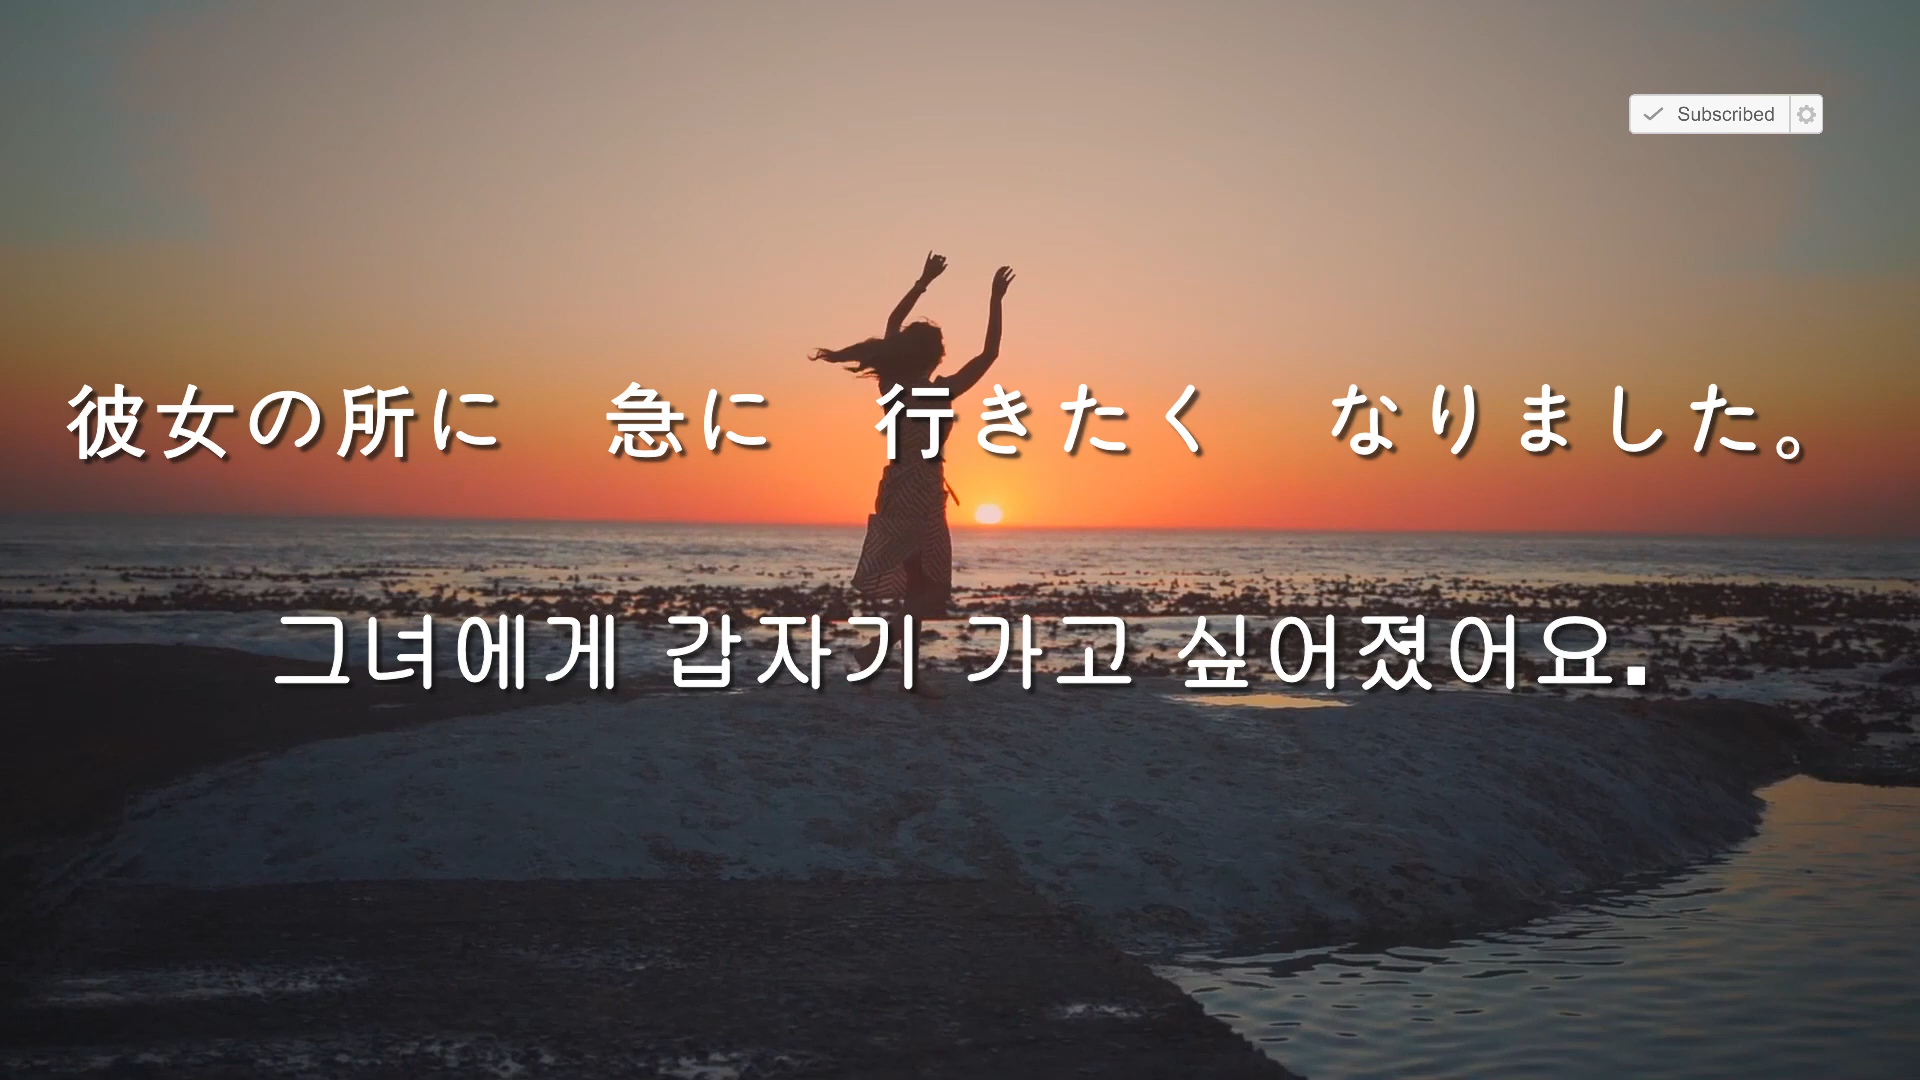 Subscribed
彼女の所に　急に　行きたく　なりました。
그녀에게 갑자기 가고 싶어졌어요.